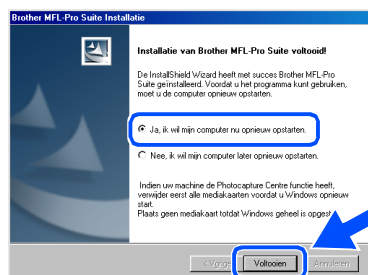 Brother MFL-Pro Suite Installatie
Installatie van Brother MFL-Pro Suite voltooid!
De InstallShield Wizard heeft met succes Brother MFL-Pro
Suite geïnstalleerd. Voordat u het programma kunt gebruiken,
moet u de computer opnieuw opstarten.
Ja, ik wil mijn computer nu opnieuw opstarten.
Nee, ik wil mijn computer later opnieuw opstarten.
Indien uw machine de Photocapture Centre functie heeft,
verwijder eerst alle mediakaarten voordat u Windows opnieuw
start.
Plaats geen mediakaart totdat Windows geheel is
Voltooien Annuleren